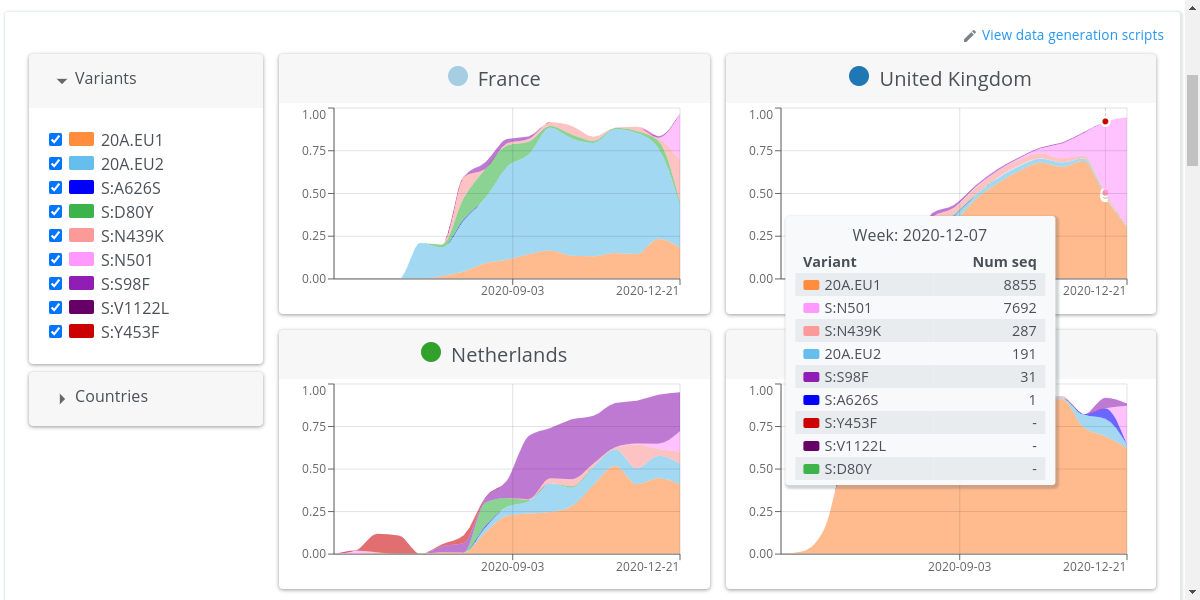 View data generation scripts
Variants
20A.EU1
20A.EU2
S:A626S
S:D80Y
S:N439K
S:N501
S:S98F
S:V1122L
S:Y453F
Countries
France
1.00
0.75
0.50
0.25
0.00
2020-09-03 2020-12-21
United Kingdom
1.00
0.75
0.50
0.25
0.00
2020-12-21
Week: 2020-12-07
Variant Num seq
20A.EU1 8855
S:N501 7692
S:N439K 287
20A.EU2 191
S:S98F 31
S:A626S 1
S:Y453F -
S:V1122L -
S:D80Y -
Netherlands
1.00
0.75
0.50
0.25
0.00
2020-09-03 2020-12-21
1.00
0.75
0.50
0.25
0.00
2020-09-03 2020-12-21